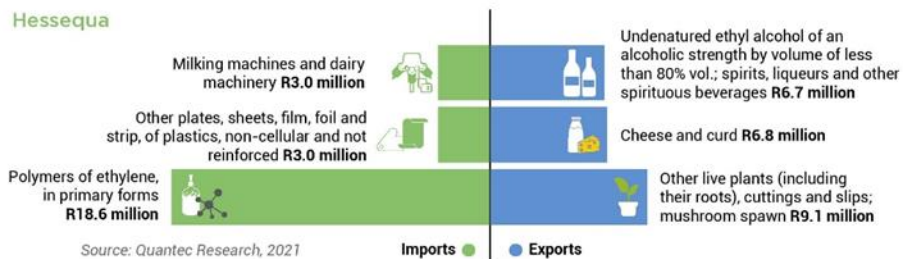 Hessequa
Milking machines and dairy
machinery R3.0 million
Other plates, sheets, film, foil and
strip, of plastics, non-cellular and not
reinforced R3.0 million
Polymers of ethylene,
in primary forms
R18.6 million
Undenatured ethyl alcohol of an
alcoholic strength by volume of less
than 80% vol.; spirits, liqueurs and other
spirituous beverages R6.7 million
Cheese and curd R6.8 million
Other live plants (including
their roots), cuttings and slips;
mushroom spawn R9.1 million
Source: Quantec Research, 2021
Imports
Exports